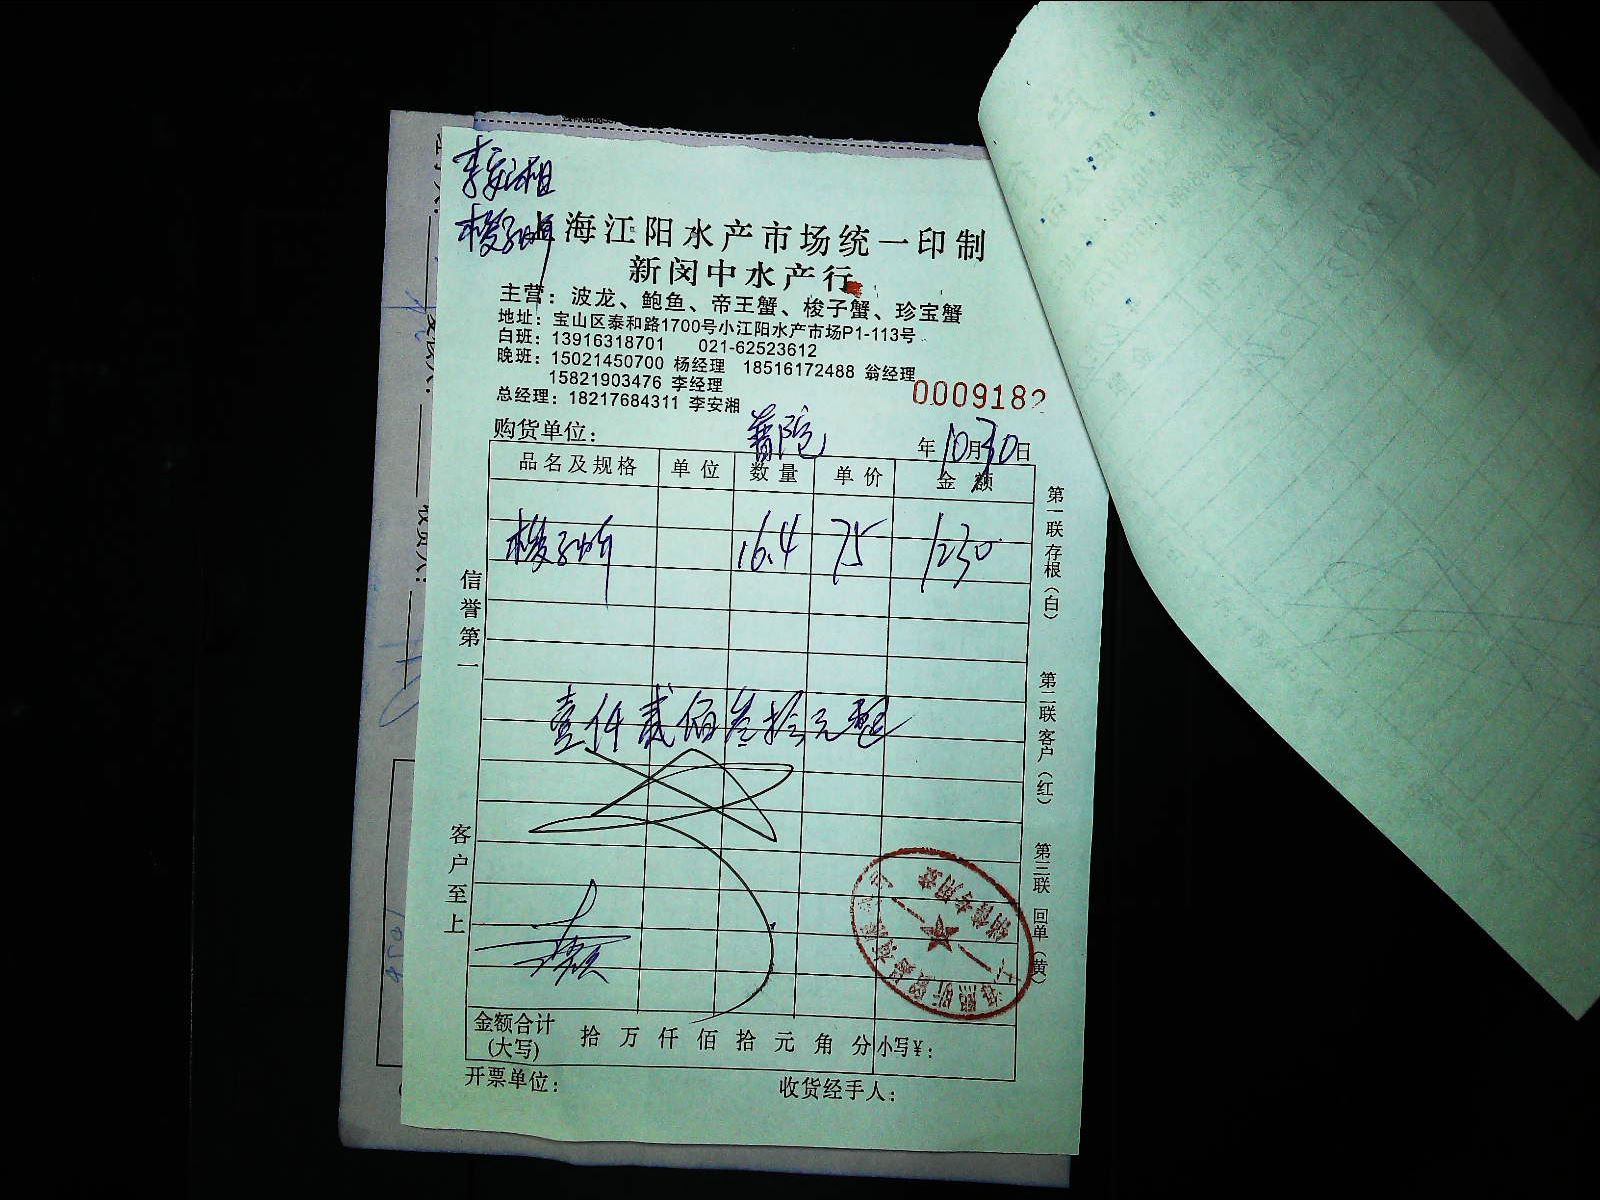 李安湘
梭子蟹
上海江阳水产市场统一印制
新闵中水产行
主营：波龙、鲍鱼、帝王蟹、梭子蟹、珍宝蟹
地址：宝山区泰和路1700号小江阳水产市场P1-113号
白班：13916318701 021-62523612
晚班：15021450700 杨经理 18516172488 翁经理
15821903476 李经理
总经理：18217684311 李安湘
0009182
购货单位： 普陀 年10月30日
品名及规格 单位 数量 单价 金额
梭子蟹 16.4 75 1230
壹仟贰佰叁拾元整
金额合计(大写) 拾 万 仟 佰 拾 元 角 分 小写¥：
开票单位： 收货经手人：
信誉第一
客户至上
第一联 存根（白）
第二联 客户（红）
第三联 回单（黄）
销售专用章